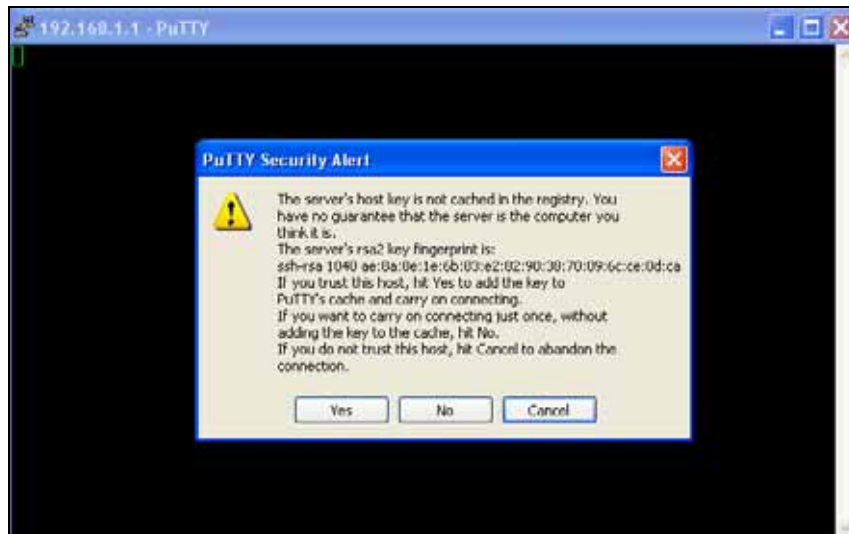 192.168.1.1 - PuTTY
PuTTY Security Alert
The server's host key is not cached in the registry. You
have no guarantee that the server is the computer you
think it is.
The server's rsa2 key fingerprint is:
ssh-rsa 1040 ae:8a:8e:1e:6b:83:e2:82:90:38:70:09:6c:ce:0d:ca
If you trust this host, hit Yes to add the key to
PuTTY's cache and carry on connecting.
If you want to carry on connecting just once, without
adding the key to the cache, hit No.
If you do not trust this host, hit Cancel to abandon the
connection.
Yes
No
Cancel